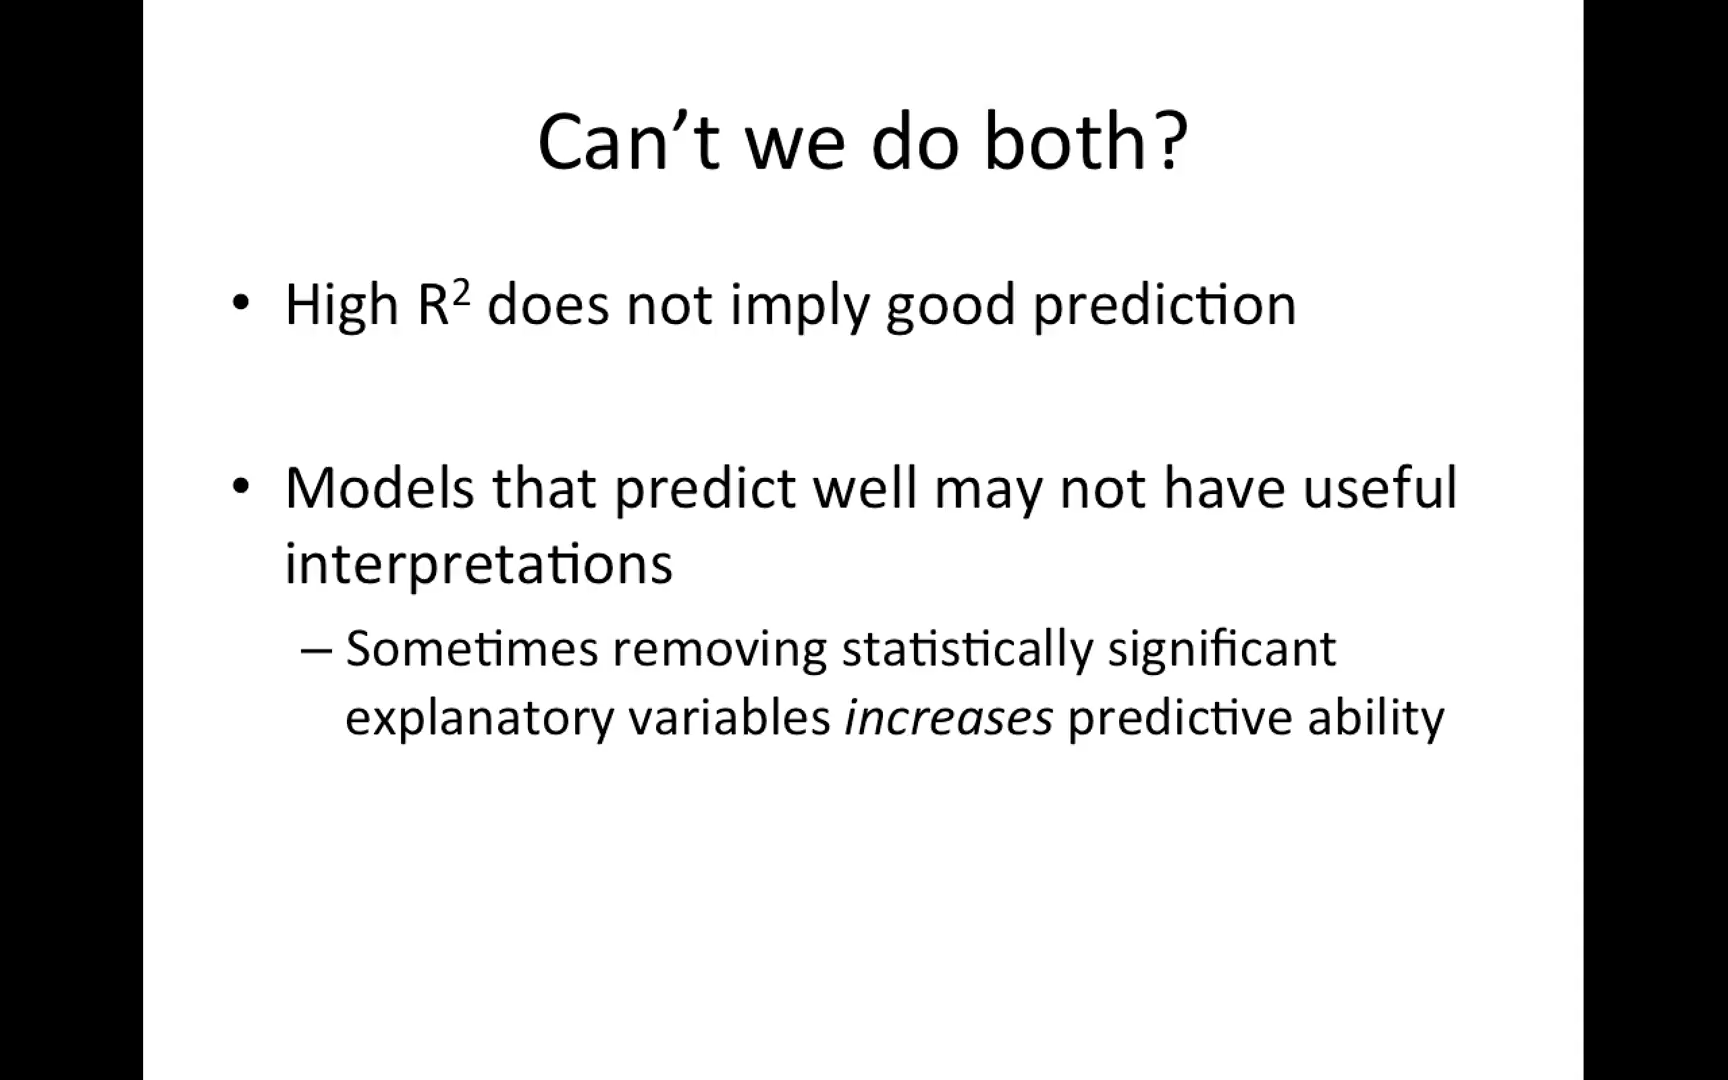 Can’t we do both?
• High R² does not imply good prediction
• Models that predict well may not have useful
interpretations
– Sometimes removing statistically significant
explanatory variables increases predictive ability